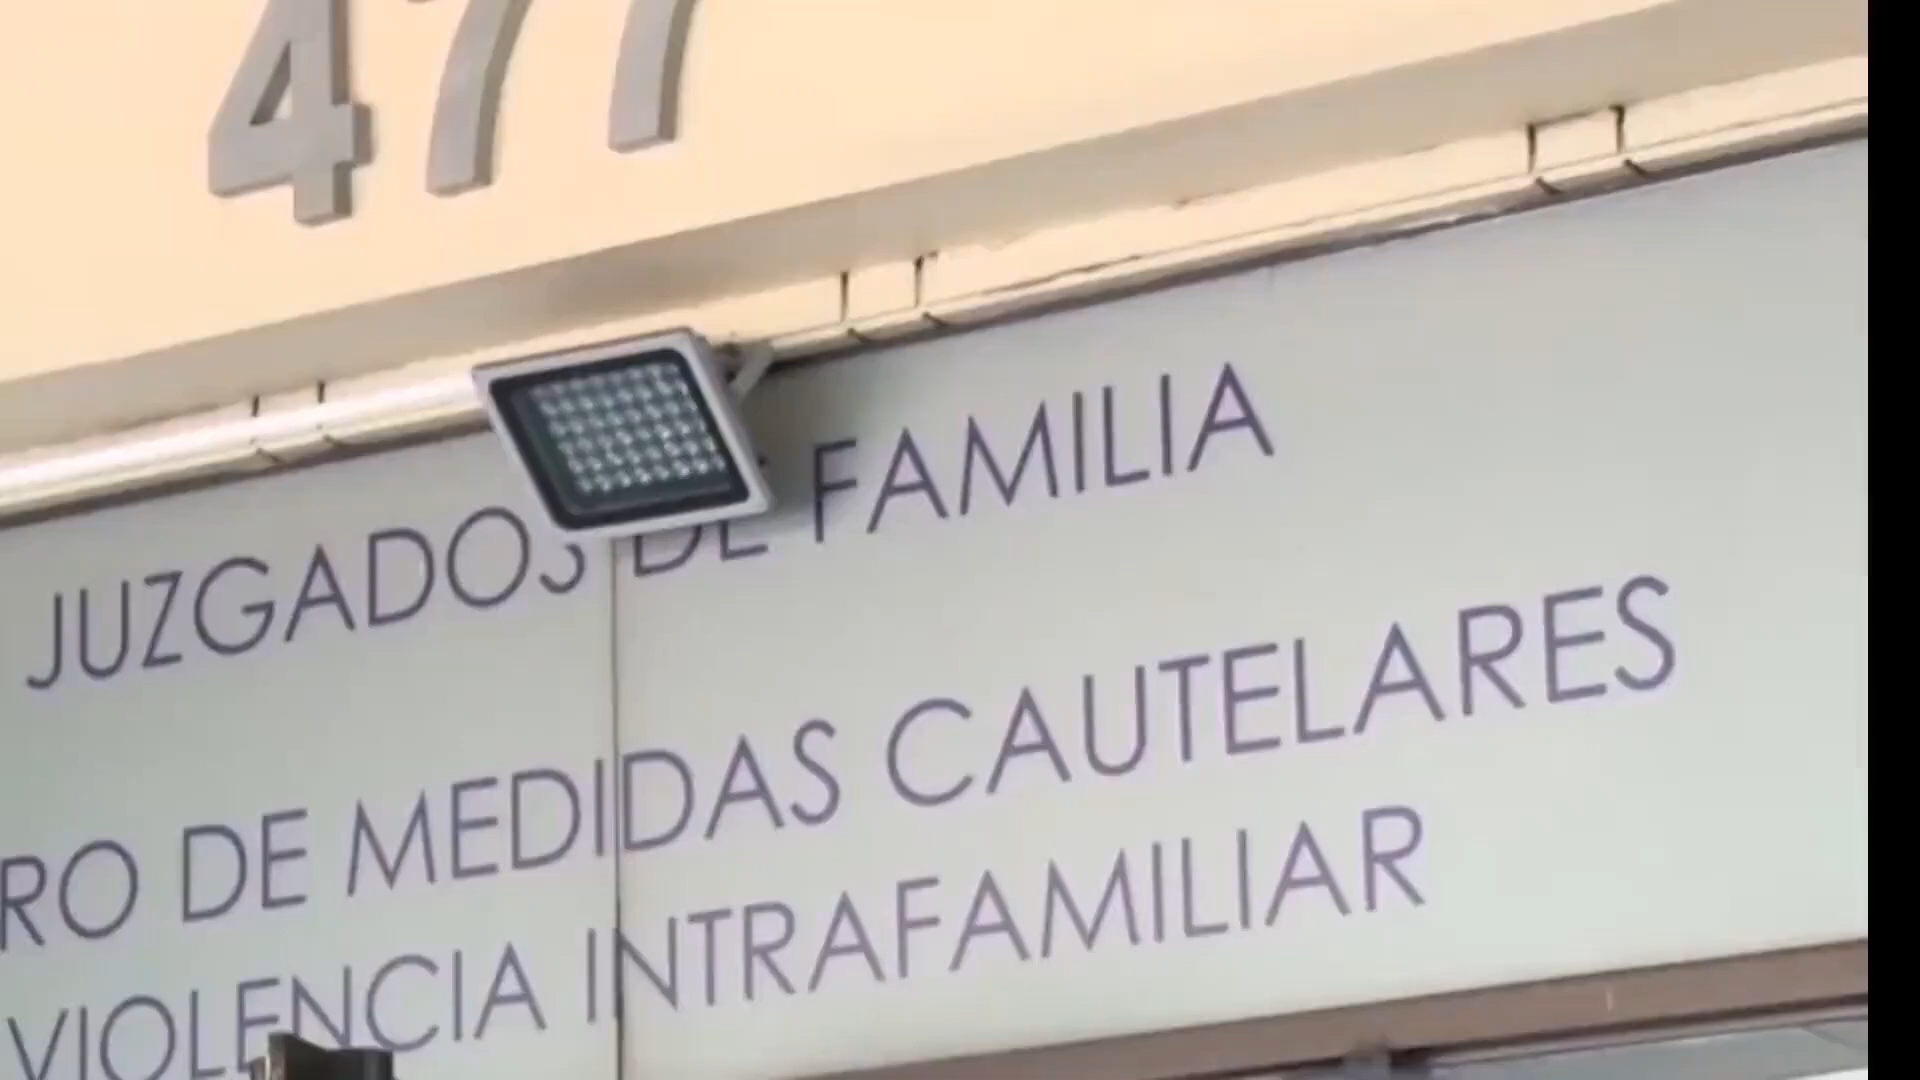 477
JUZGADOS DE FAMILIA
RO DE MEDIDAS CAUTELARES
VIOLENCIA INTRAFAMILIAR